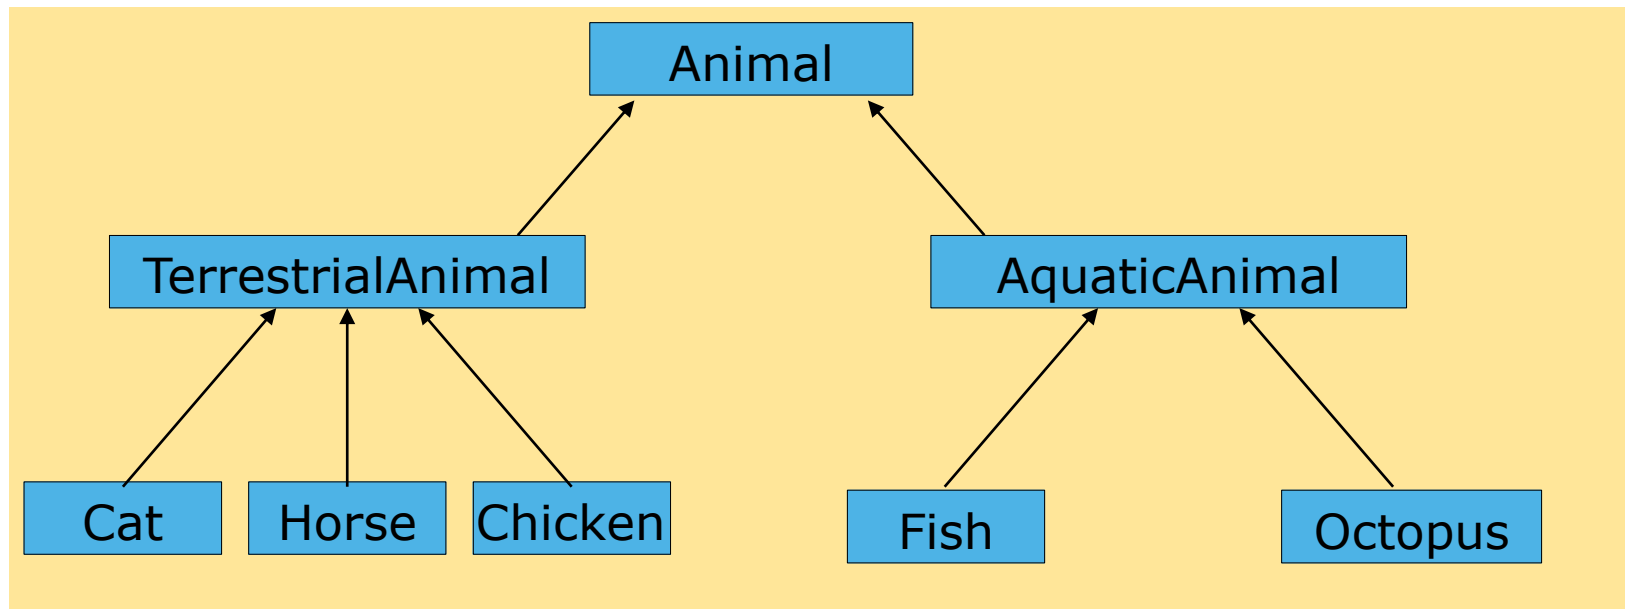 Animal
TerrestrialAnimal
AquaticAnimal
Cat
Horse
Chicken
Fish
Octopus